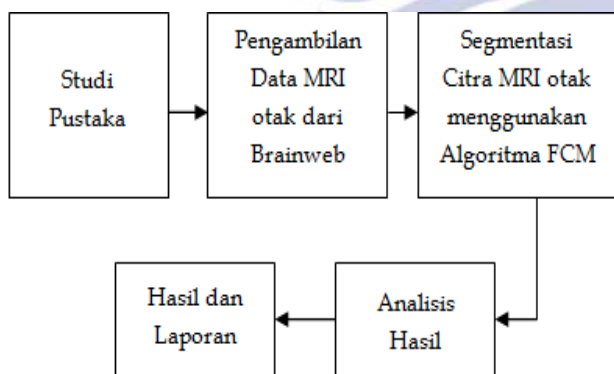 Studi
Pustaka
Pengambilan
Data MRI
otak dari
Brainweb
Segmentasi
Citra MRI otak
menggunakan
Algoritma FCM
Analisis
Hasil
Hasil dan
Laporan